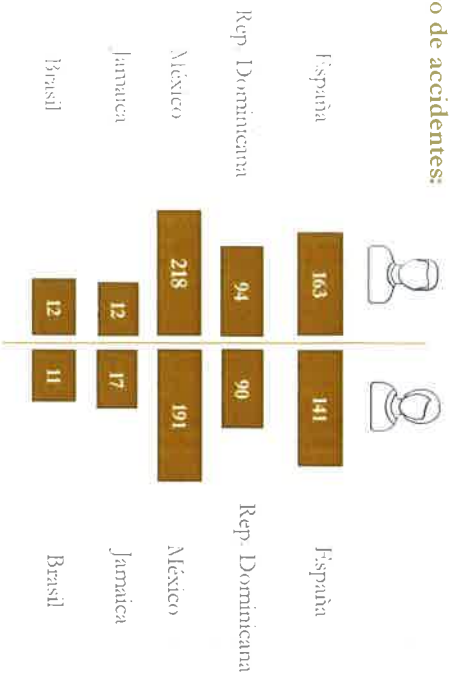 o de accidentes:
España 163 141 España
Rep. Dominicana 94 90 Rep. Dominicana
México 218 191 México
Jamaica 12 17 Jamaica
Brasil 12 11 Brasil